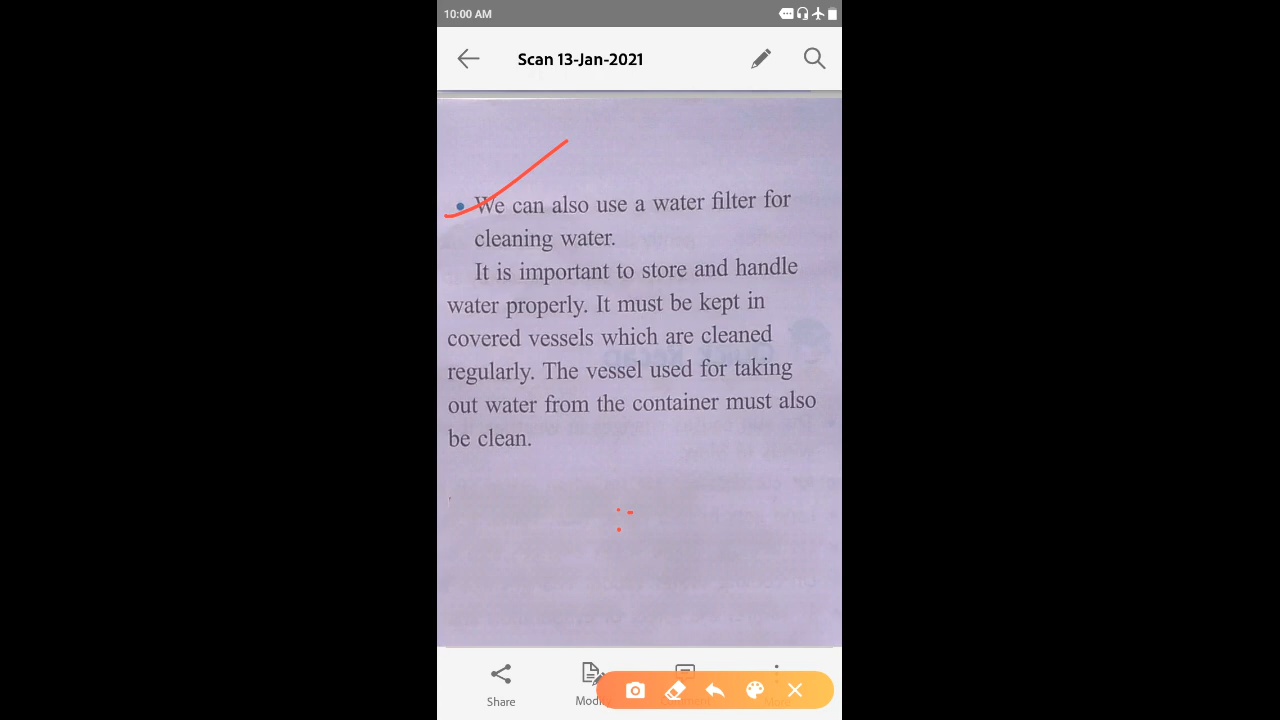 10:00 AM
Scan 13-Jan-2021
• We can also use a water filter for
cleaning water.
It is important to store and handle
water properly. It must be kept in
covered vessels which are cleaned
regularly. The vessel used for taking
out water from the container must also
be clean.
Share